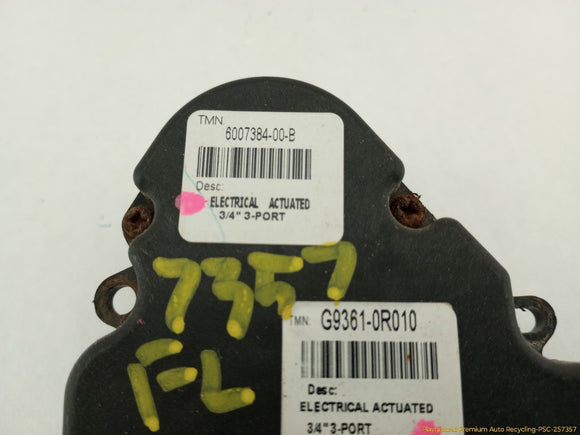 TMN:
6007384-00-B
Desc:
ELECTRICAL ACTUATED
3/4" 3-PORT
7357
FL
TMN: G9361-0R010
Desc:
ELECTRICAL ACTUATED
3/4" 3-PORT
Playground Premium Auto Recycling-PSC-257357